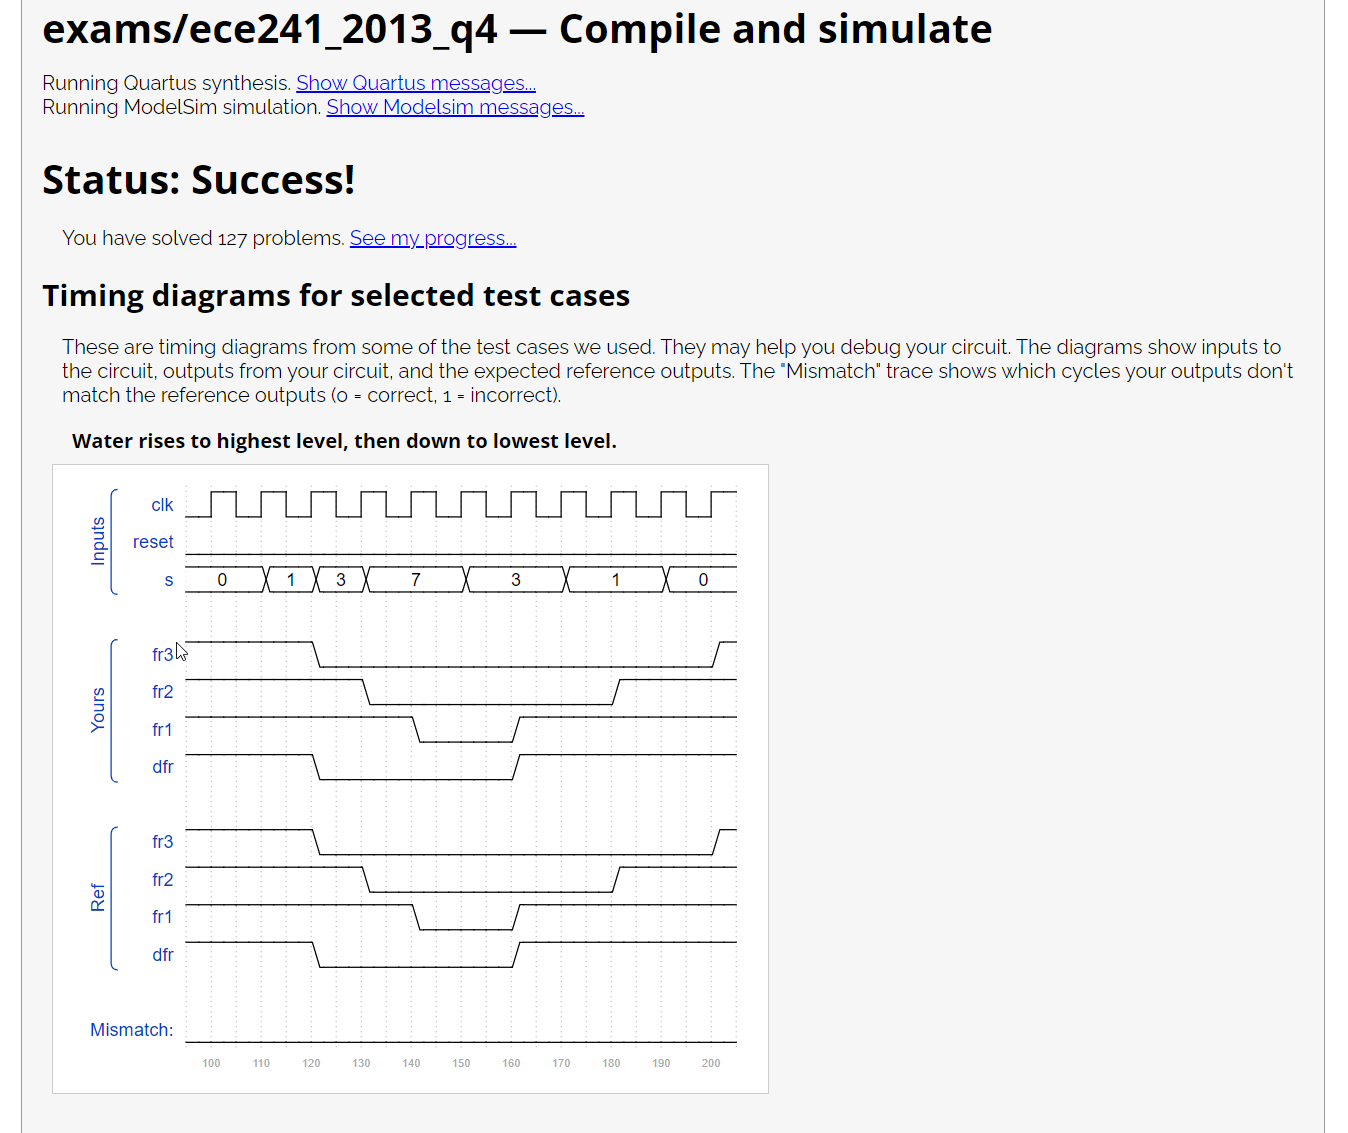 exams/ece241_2013_q4 — Compile and simulate
Running Quartus synthesis. Show Quartus messages...
Running ModelSim simulation. Show Modelsim messages...
Status: Success!
You have solved 127 problems. See my progress...
Timing diagrams for selected test cases
These are timing diagrams from some of the test cases we used. They may help you debug your circuit. The diagrams show inputs to
the circuit, outputs from your circuit, and the expected reference outputs. The "Mismatch" trace shows which cycles your outputs don't
match the reference outputs (0 = correct, 1 = incorrect).
Water rises to highest level, then down to lowest level.
Inputs
clk
reset
s 0 1 3 7 3 1 0
Yours
fr3
fr2
fr1
dfr
Ref
fr3
fr2
fr1
dfr
Mismatch:
100 110 120 130 140 150 160 170 180 190 200